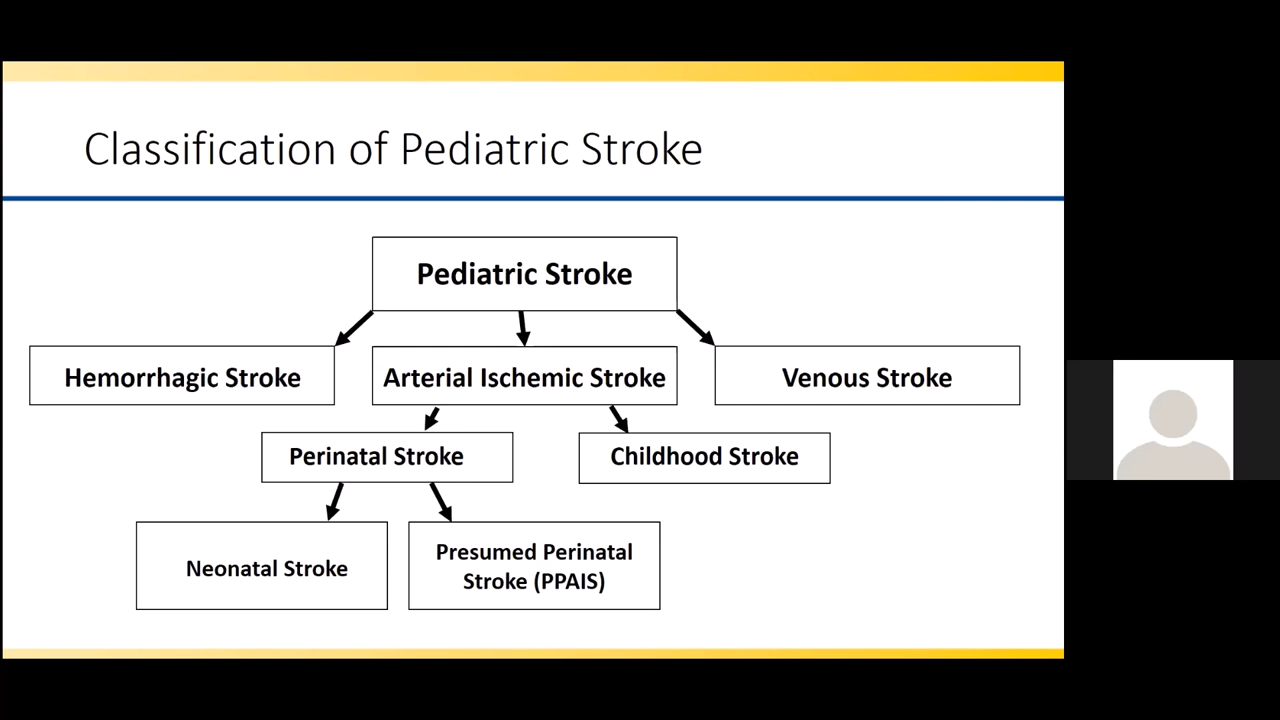 Classification of Pediatric Stroke
Pediatric Stroke
Hemorrhagic Stroke
Arterial Ischemic Stroke
Venous Stroke
Perinatal Stroke
Childhood Stroke
Neonatal Stroke
Presumed Perinatal
Stroke (PPAIS)